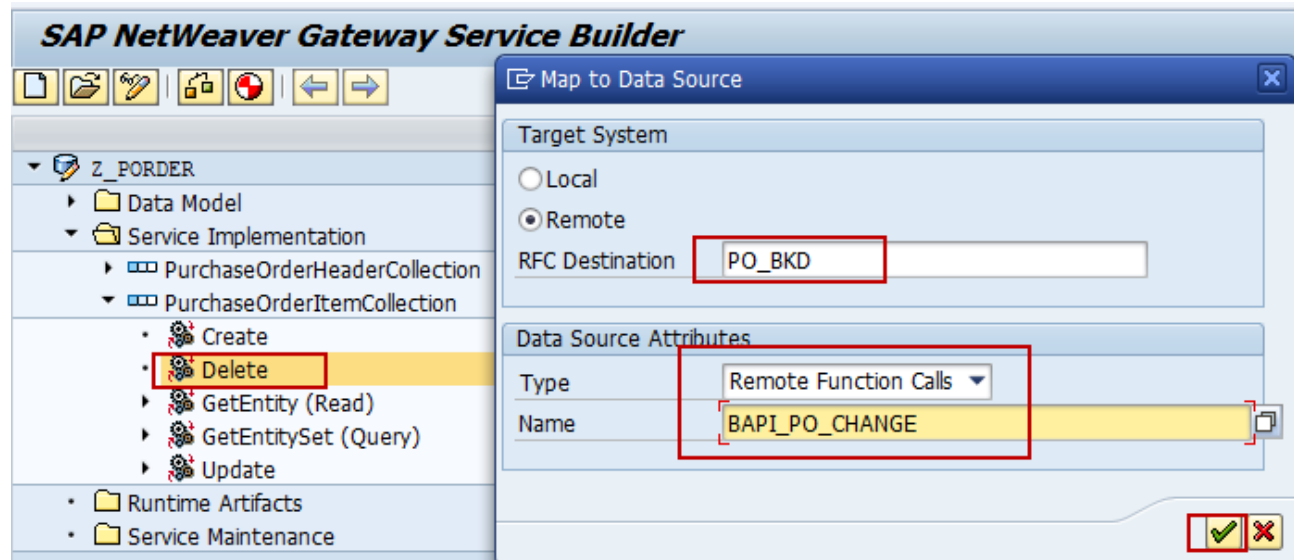 SAP NetWeaver Gateway Service Builder
Z_PORDER
Data Model
Service Implementation
PurchaseOrderHeaderCollection
PurchaseOrderItemCollection
Create
Delete
GetEntity (Read)
GetEntitySet (Query)
Update
Runtime Artifacts
Service Maintenance
Map to Data Source
Target System
Local
Remote
RFC Destination PO_BKD
Data Source Attributes
Type Remote Function Calls
Name BAPI_PO_CHANGE